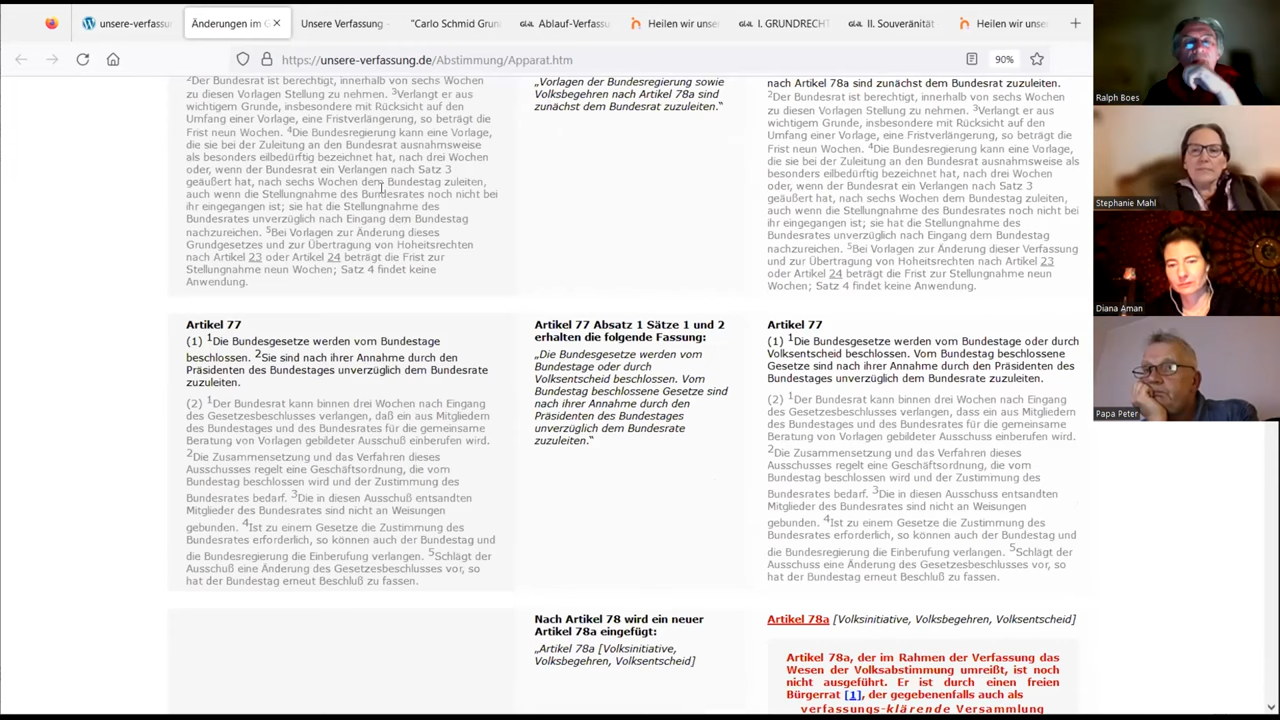 unsere-verfassun
Änderungen im G
Unsere Verfassung -
"Carlo Schmid Grun
Ablauf-Verfassu
Heilen wir unse
I. GRUNDRECHT
II. Souveränität
Heilen wir unse
https://unsere-verfassung.de/Abstimmung/Apparat.htm
90%
2Der Bundesrat ist berechtigt, innerhalb von sechs Wochen
zu diesen Vorlagen Stellung zu nehmen. 3Verlangt er aus
wichtigem Grunde, insbesondere mit Rücksicht auf den
Umfang einer Vorlage, eine Fristverlängerung, so beträgt die
Frist neun Wochen. 4Die Bundesregierung kann eine Vorlage,
die sie bei der Zuleitung an den Bundesrat ausnahmsweise
als besonders eilbedürftig bezeichnet hat, nach drei Wochen
oder, wenn der Bundesrat ein Verlangen nach Satz 3
geäußert hat, nach sechs Wochen dem Bundestag zuleiten,
auch wenn die Stellungnahme des Bundesrates noch nicht bei
ihr eingegangen ist; sie hat die Stellungnahme des
Bundesrates unverzüglich nach Eingang dem Bundestag
nachzureichen. 5Bei Vorlagen zur Änderung dieses
Grundgesetzes und zur Übertragung von Hoheitsrechten
nach Artikel 23 oder Artikel 24 beträgt die Frist zur
Stellungnahme neun Wochen; Satz 4 findet keine
Anwendung.
„Vorlagen der Bundesregierung sowie
Volksbegehren nach Artikel 78a sind
zunächst dem Bundesrat zuzuleiten.“
nach Artikel 78a sind zunächst dem Bundesrat zuzuleiten.
2Der Bundesrat ist berechtigt, innerhalb von sechs Wochen
zu diesen Vorlagen Stellung zu nehmen. 3Verlangt er aus
wichtigem Grunde, insbesondere mit Rücksicht auf den
Umfang einer Vorlage, eine Fristverlängerung, so beträgt die
Frist neun Wochen. 4Die Bundesregierung kann eine Vorlage,
die sie bei der Zuleitung an den Bundesrat ausnahmsweise als
besonders eilbedürftig bezeichnet hat, nach drei Wochen
oder, wenn der Bundesrat ein Verlangen nach Satz 3
geäußert hat, nach sechs Wochen dem Bundestag zuleiten,
auch wenn die Stellungnahme des Bundesrates noch nicht bei
ihr eingegangen ist; sie hat die Stellungnahme des
Bundesrates unverzüglich nach Eingang dem Bundestag
nachzureichen. 5Bei Vorlagen zur Änderung dieser Verfassung
und zur Übertragung von Hoheitsrechten nach Artikel 23
oder Artikel 24 beträgt die Frist zur Stellungnahme neun
Wochen; Satz 4 findet keine Anwendung.
Artikel 77
(1) 1Die Bundesgesetze werden vom Bundestage
beschlossen. 2Sie sind nach ihrer Annahme durch den
Präsidenten des Bundestages unverzüglich dem Bundesrate
zuzuleiten.
(2) 1Der Bundesrat kann binnen drei Wochen nach Eingang
des Gesetzesbeschlusses verlangen, daß ein aus Mitgliedern
des Bundestages und des Bundesrates für die gemeinsame
Beratung von Vorlagen gebildeter Ausschuß einberufen wird.
2Die Zusammensetzung und das Verfahren dieses
Ausschusses regelt eine Geschäftsordnung, die vom
Bundestag beschlossen wird und der Zustimmung des
Bundesrates bedarf. 3Die in diesen Ausschuß entsandten
Mitglieder des Bundesrates sind nicht an Weisungen
gebunden. 4Ist zu einem Gesetze die Zustimmung des
Bundesrates erforderlich, so können auch der Bundestag und
die Bundesregierung die Einberufung verlangen. 5Schlägt der
Ausschuß eine Änderung des Gesetzesbeschlusses vor, so
hat der Bundestag erneut Beschluß zu fassen.
Artikel 77 Absatz 1 Sätze 1 und 2
erhalten die folgende Fassung:
„Die Bundesgesetze werden vom
Bundestage oder durch
Volksentscheid beschlossen. Vom
Bundestag beschlossene Gesetze sind
nach ihrer Annahme durch den
Präsidenten des Bundestages
unverzüglich dem Bundesrate
zuzuleiten.“
Artikel 77
(1) 1Die Bundesgesetze werden vom Bundestage oder durch
Volksentscheid beschlossen. Vom Bundestag beschlossene
Gesetze sind nach ihrer Annahme durch den Präsidenten des
Bundestages unverzüglich dem Bundesrate zuzuleiten.
(2) 1Der Bundesrat kann binnen drei Wochen nach Eingang
des Gesetzesbeschlusses verlangen, dass ein aus Mitgliedern
des Bundestages und des Bundesrates für die gemeinsame
Beratung von Vorlagen gebildeter Ausschuss einberufen wird.
2Die Zusammensetzung und das Verfahren dieses
Ausschusses regelt eine Geschäftsordnung, die vom
Bundestag beschlossen wird und der Zustimmung des
Bundesrates bedarf. 3Die in diesen Ausschuss entsandten
Mitglieder des Bundesrates sind nicht an Weisungen
gebunden. 4Ist zu einem Gesetze die Zustimmung des
Bundesrates erforderlich, so können auch der Bundestag und
die Bundesregierung die Einberufung verlangen. 5Schlägt der
Ausschuss eine Änderung des Gesetzesbeschlusses vor, so
hat der Bundestag erneut Beschluß zu fassen.
Nach Artikel 78 wird ein neuer
Artikel 78a eingefügt:
„Artikel 78a [Volksinitiative,
Volksbegehren, Volksentscheid]
Artikel 78a [Volksinitiative, Volksbegehren, Volksentscheid]
Artikel 78a, der im Rahmen der Verfassung das
Wesen der Volksabstimmung umreißt, ist noch
nicht ausgeführt. Er ist durch einen freien
Bürgerrat [1], der gegebenenfalls auch als
verfassungs-klärende Versammlung
Ralph Boes
Stephanie Mahl
Diana Aman
Papa Peter